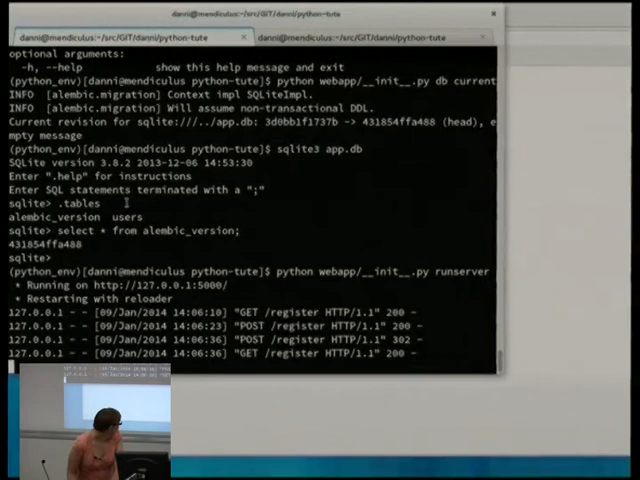 danni@mendiculus:~/src/GIT/danni/python-tute
danni@mendiculus:~/src/GIT/danni/python-tute
danni@mendiculus:~/src/GIT/danni/python-tute
optional arguments:
-h, --help show this help message and exit
(python_env)[danni@mendiculus python-tute]$ python webapp/__init__.py db current
INFO [alembic.migration] Context impl SQLiteImpl.
INFO [alembic.migration] Will assume non-transactional DDL.
Current revision for sqlite:///../app.db: 3d0bb1f1737b -> 431854ffa488 (head), e
mpty message
(python_env)[danni@mendiculus python-tute]$ sqlite3 app.db
SQLite version 3.8.2 2013-12-06 14:53:30
Enter ".help" for instructions
Enter SQL statements terminated with a ";"
sqlite> .tables
alembic_version users
sqlite> select * from alembic_version;
431854ffa488
sqlite>
(python_env)[danni@mendiculus python-tute]$ python webapp/__init__.py runserver
* Running on http://127.0.0.1:5000/
* Restarting with reloader
127.0.0.1 - - [09/Jan/2014 14:06:10] "GET /register HTTP/1.1" 200 -
127.0.0.1 - - [09/Jan/2014 14:06:23] "POST /register HTTP/1.1" 200 -
127.0.0.1 - - [09/Jan/2014 14:06:36] "POST /register HTTP/1.1" 302 -
127.0.0.1 - - [09/Jan/2014 14:06:36] "GET /register HTTP/1.1" 200 -